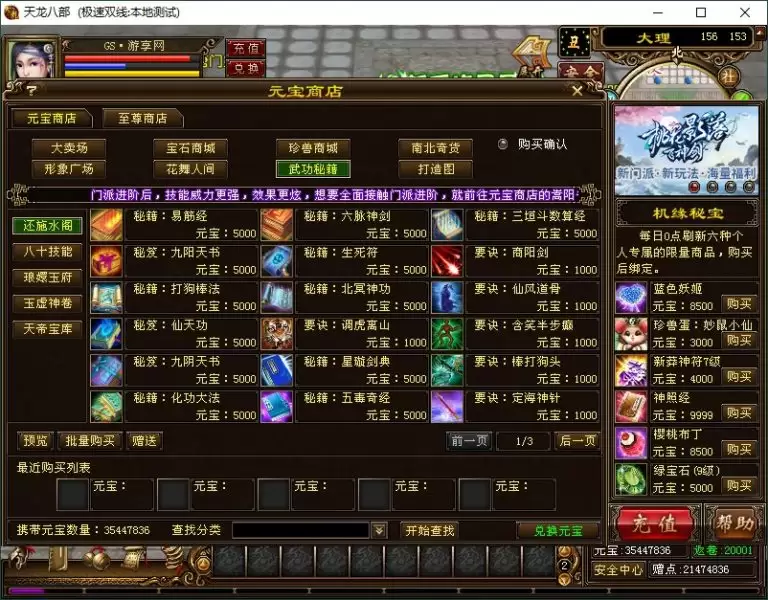 天龙八部 (极速双线:本地测试)
GS·游享网
充值
兑换
大理 156 153
北
丑
安全
社
?
元宝商店
元宝商店 至尊商店
大卖场 宝石商城 珍兽商城 南北奇货
购买确认
形象广场 花舞人间 武功秘籍 打造图
门派进阶后，技能威力更强，效果更炫，想要全面接触门派进阶，就前往元宝商店的嵩阳
还施水阁
八十技能
琅嬛玉府
玉虚神卷
天帝宝库
秘籍：易筋经 秘籍：六脉神剑 秘籍：三垣斗数算经
元宝：5000 元宝：5000 元宝：5000
秘笈：九阳天书 秘籍：生死符 要诀：商阳剑
元宝：5000 元宝：5000 元宝：1000
秘籍：打狗棒法 秘籍：北冥神功 要诀：仙风道骨
元宝：5000 元宝：5000 元宝：1000
秘笈：仙天功 要诀：调虎离山 要诀：含笑半步癫
元宝：5000 元宝：1000 元宝：1000
秘笈：九阴天书 秘籍：星璇剑典 要诀：棒打狗头
元宝：5000 元宝：5000 元宝：1000
秘籍：化功大法 秘籍：五毒奇经 要诀：定海神针
元宝：5000 元宝：5000 元宝：1000
预览 批量购买 赠送 前一页 1/3 后一页
最近购买列表
元宝： 元宝： 元宝： 元宝： 元宝：
携带元宝数量：35447836 查找分类 开始查找 兑换元宝
新门派·新玩法·海量福利
机缘秘宝
每日0点刷新六种个
人专属的限量商品，购买
后绑定。
蓝色妖姬
元宝：8500 购买
珍兽蛋：妙鼠小仙
元宝：3000 购买
新莽神符7级
元宝：4000 购买
神照经
元宝：9999 购买
樱桃布丁
元宝：8500 购买
绿宝石(9级)
元宝：5000 购买
充值 帮助
元宝：35447836 返卷：20001
安全中心 赠点：21474836
2